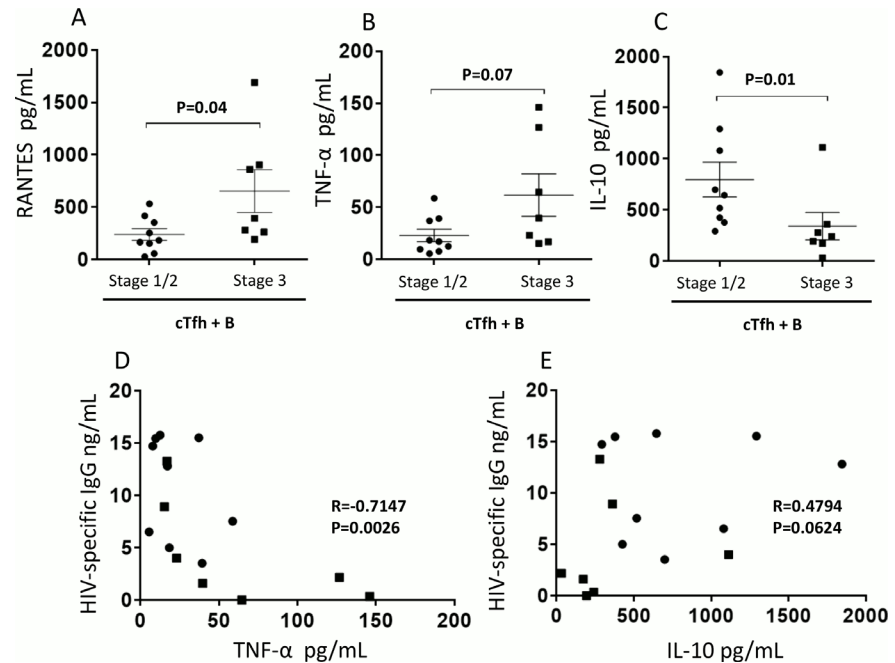 A
B
C
RANTES pg/mL
2000
1500
1000
500
0
P=0.04
Stage 1/2
Stage 3
cTfh + B
TNF-α pg/mL
200
150
100
50
0
P=0.07
Stage 1/2
Stage 3
cTfh + B
IL-10 pg/mL
2000
1500
1000
500
0
P=0.01
Stage 1/2
Stage 3
cTfh + B
D
E
HIV-specific IgG ng/mL
20
15
10
5
0
R=-0.7147
P=0.0026
0
50
100
150
200
TNF-α pg/mL
HIV-specific IgG ng/mL
20
15
10
5
0
R=0.4794
P=0.0624
0
500
1000
1500
2000
IL-10 pg/mL